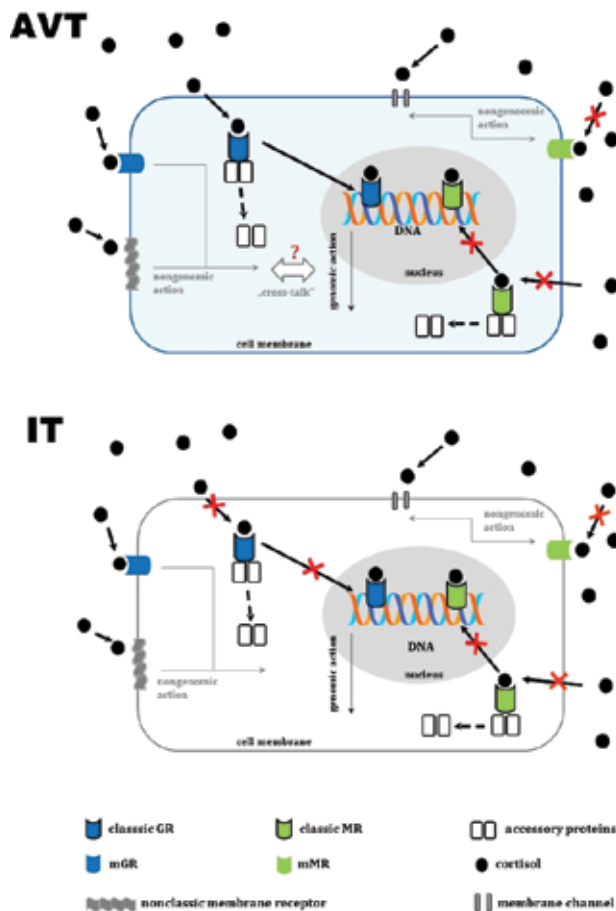 AVT
nongenomic
action
DNA
?
nongenomic
action
„cross-talk“
genomic action
nucleus
cell membrane
IT
nongenomic
action
DNA
nongenomic
action
genomic action
nucleus
cell membrane
classsic GR
classic MR
accessory proteins
mGR
mMR
cortisol
nonclassic membrane receptor
membrane channel